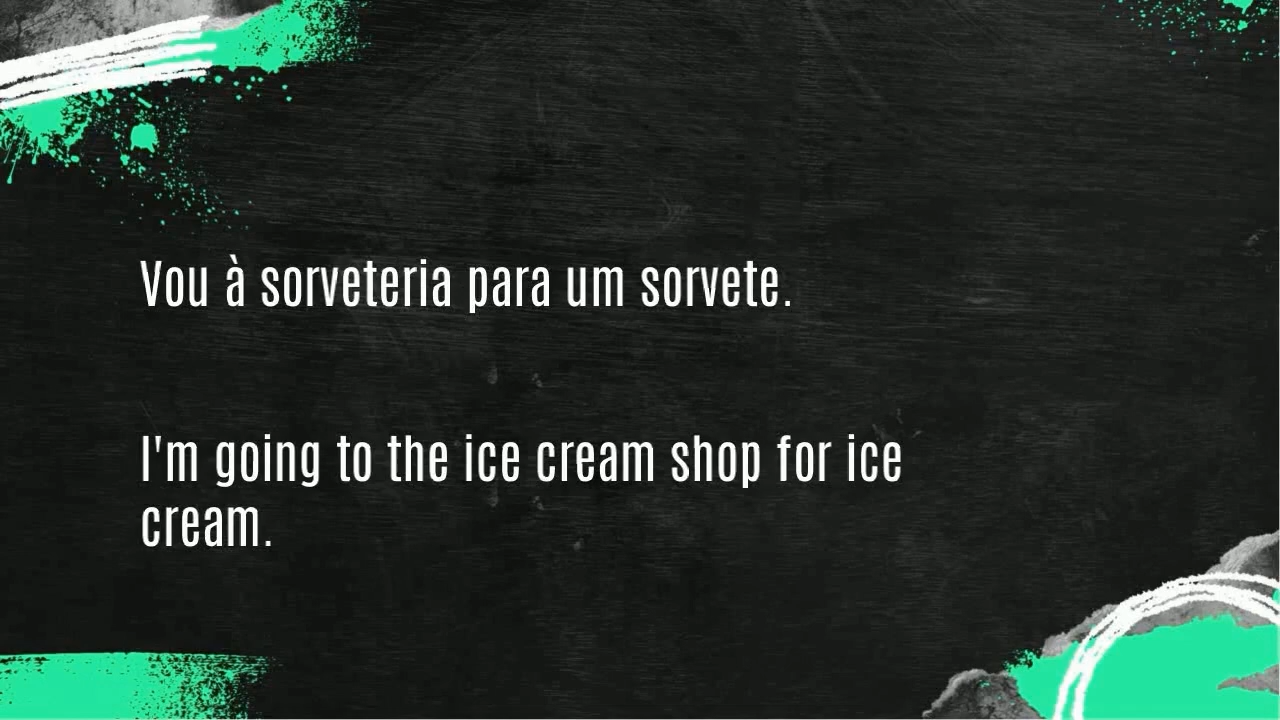 Vou à sorveteria para um sorvete.
I'm going to the ice cream shop for ice
cream.